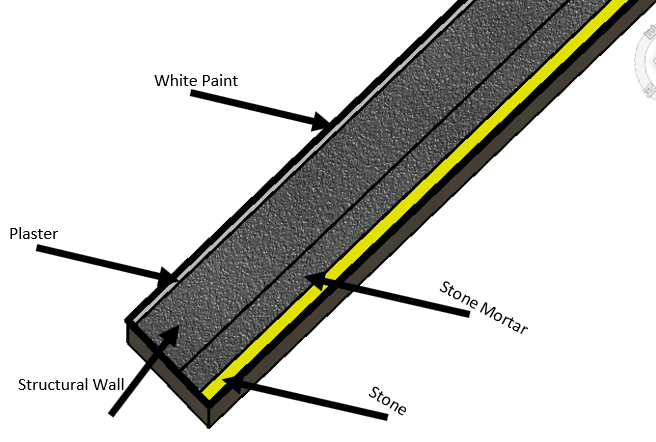 White Paint
Plaster
Stone Mortar
Structural Wall
Stone